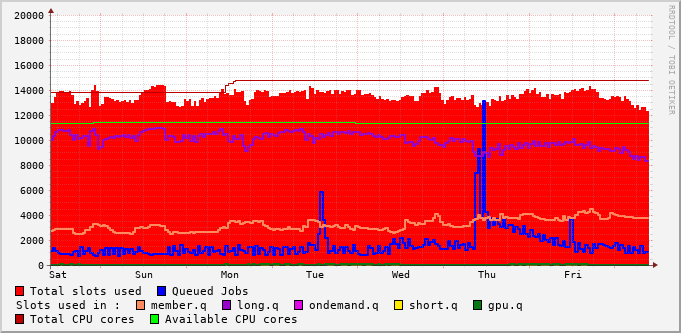 20000
18000
16000
14000
12000
10000
8000
6000
4000
2000
0
Sat Sun Mon Tue Wed Thu Fri
RRDTOOL / TOBI OETIKER
Total slots used Queued Jobs
Slots used in : member.q long.q ondemand.q short.q gpu.q
Total CPU cores Available CPU cores